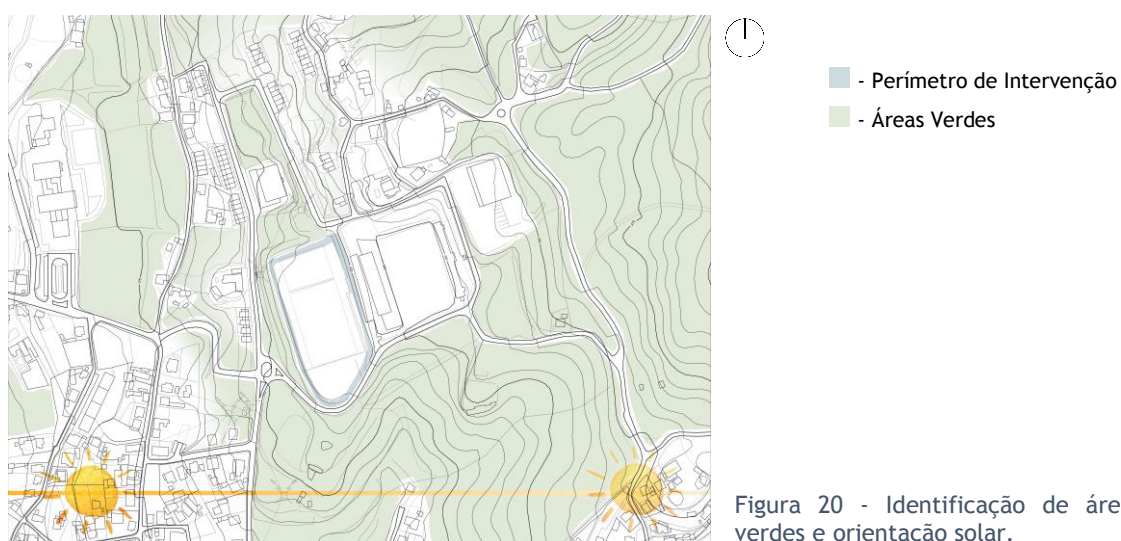 - Perímetro de Intervenção
- Áreas Verdes
Figura 20 - Identificação de áre
verdes e orientação solar.